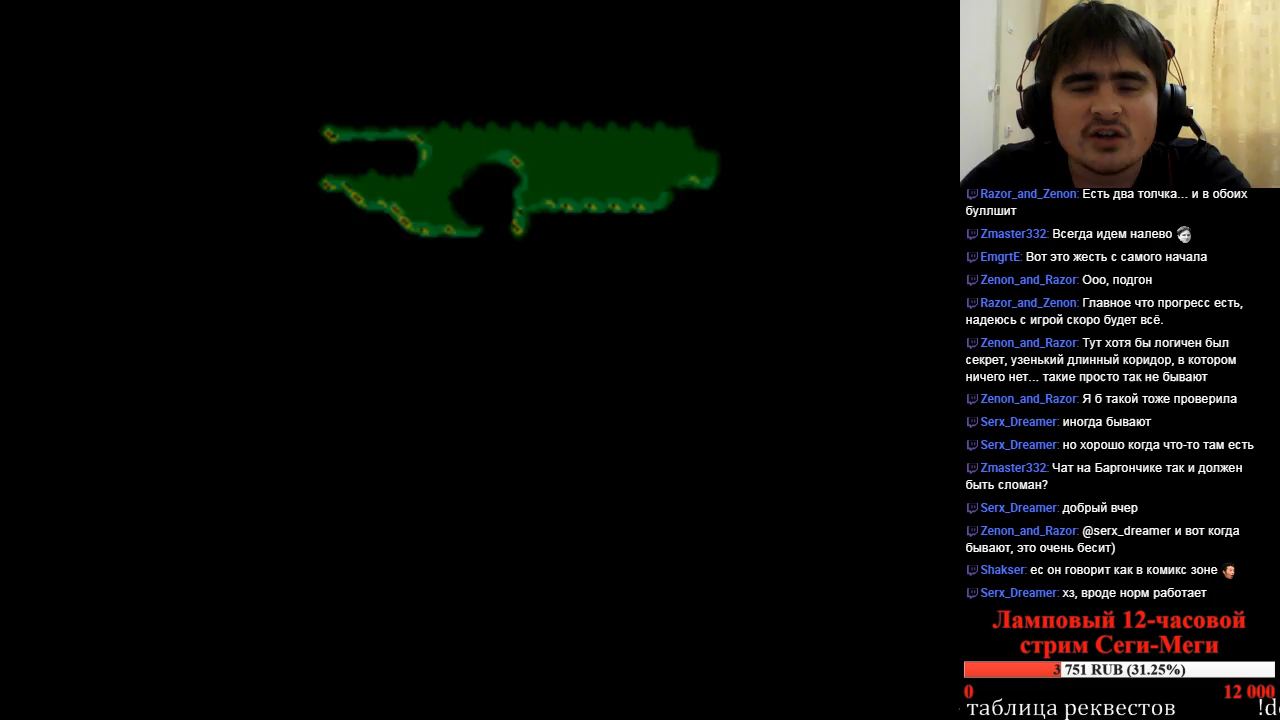 Razor_and_Zenon: Есть два толчка... и в обоих
буллшит
Zmaster332: Всегда идем налево
EmgrtE: Вот это жесть с самого начала
Zenon_and_Razor: Ооо, подгон
Razor_and_Zenon: Главное что прогресс есть,
надеюсь с игрой скоро будет всё.
Zenon_and_Razor: Тут хотя бы логичен был
секрет, узенький длинный коридор, в котором
ничего нет... такие просто так не бывают
Zenon_and_Razor: Я б такой тоже проверила
Serx_Dreamer: иногда бывают
Serx_Dreamer: но хорошо когда что-то там есть
Zmaster332: Чат на Баргончике так и должен
быть сломан?
Serx_Dreamer: добрый вчер
Zenon_and_Razor: @serx_dreamer и вот когда
бывают, это очень бесит)
Shakser: ес он говорит как в комикс зоне
Serx_Dreamer: хз, вроде норм работает
Ламповый 12-часовой
стрим Сеги-Меги
3 751 RUB (31.25%)
0 12 000
таблица реквестов !do